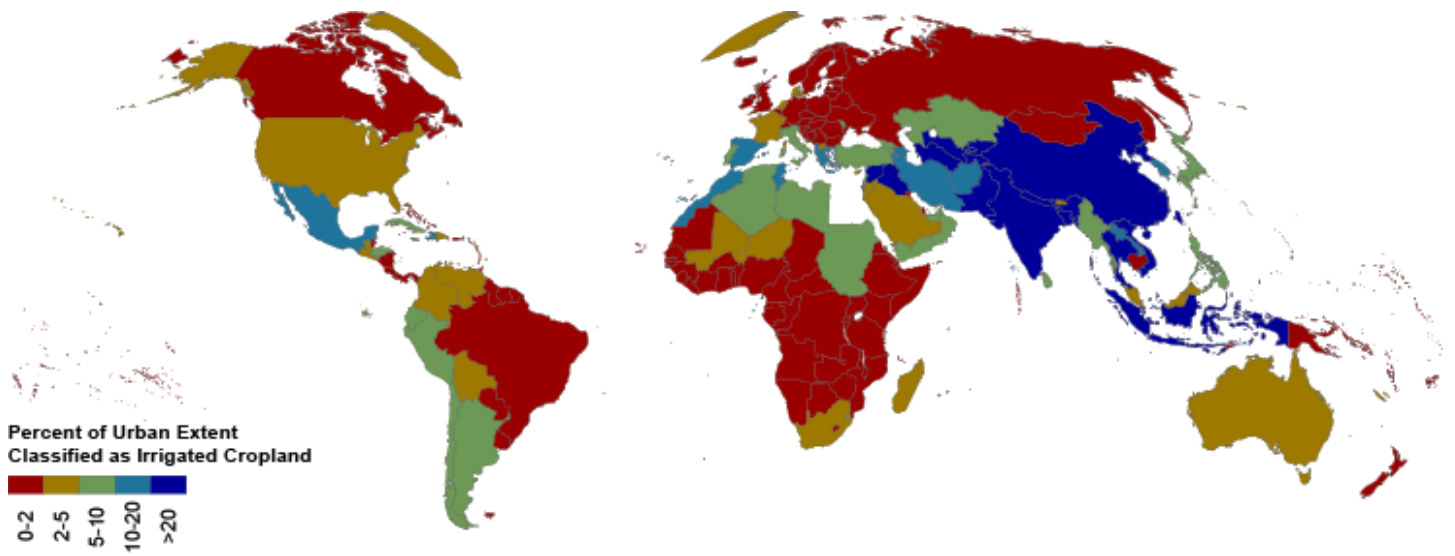 Percent of Urban Extent
Classified as Irrigated Cropland
0-2
2-5
5-10
10-20
>20